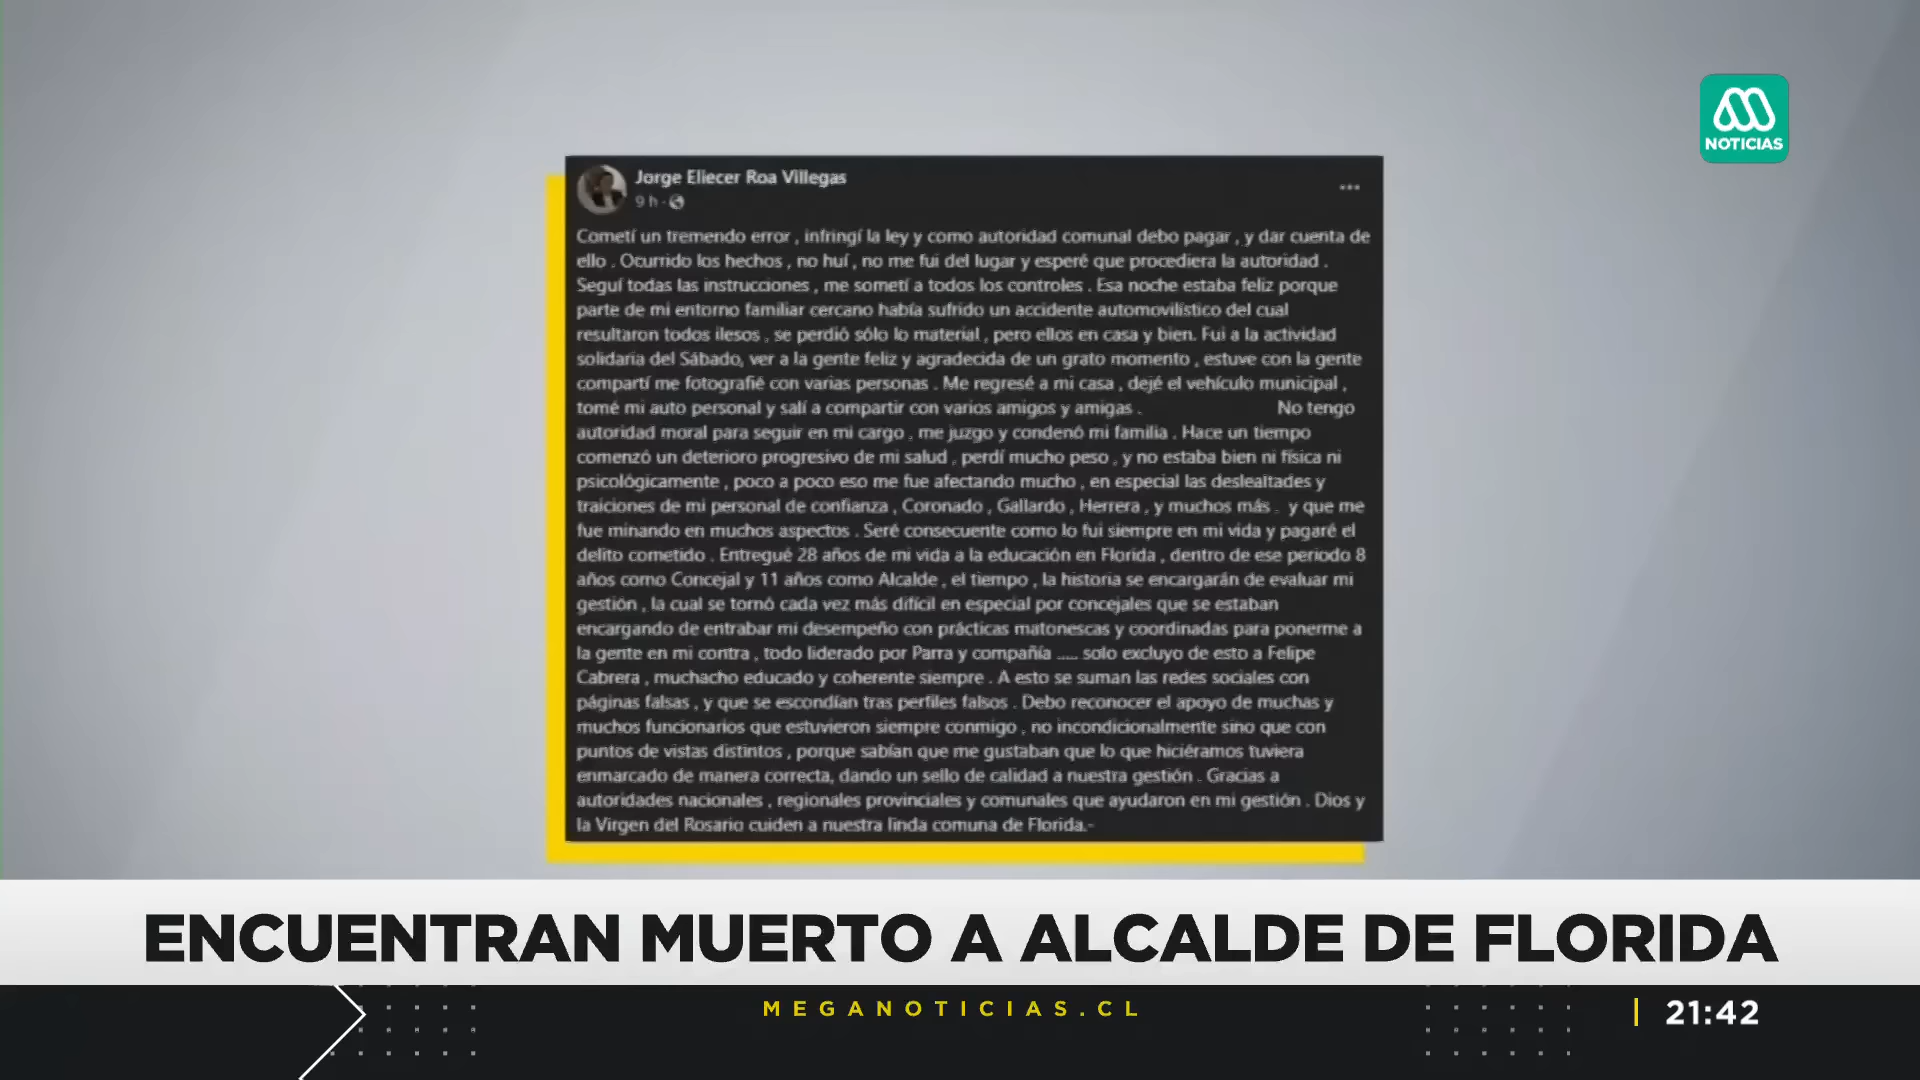 NOTICIAS
Jorge Eliecer Roa Villegas
9 h ·
Cometí un tremendo error , infringí la ley y como autoridad comunal debo pagar , y dar cuenta de
ello . Ocurrido los hechos , no huí , no me fui del lugar y esperé que procediera la autoridad .
Seguí todas las instrucciones , me sometí a todos los controles . Esa noche estaba feliz porque
parte de mi entorno familiar cercano había sufrido un accidente automovilístico del cual
resultaron todos ilesos , se perdió sólo lo material , pero ellos en casa y bien. Fui a la actividad
solidaria del Sábado, ver a la gente feliz y agradecida de un grato momento , estuve con la gente
compartí me fotografié con varias personas . Me regresé a mi casa , dejé el vehículo municipal ,
tomé mi auto personal y salí a compartir con varios amigos y amigas . No tengo
autoridad moral para seguir en mi cargo , me juzgo y condenó mi familia . Hace un tiempo
comenzó un deterioro progresivo de mi salud , perdí mucho peso , y no estaba bien ni física ni
psicológicamente , poco a poco eso me fue afectando mucho , en especial las deslealtades y
traiciones de mi personal de confianza , Coronado , Gallardo , Herrera , y muchos más . y que me
fue minando en muchos aspectos . Seré consecuente como lo fui siempre en mi vida y pagaré el
delito cometido . Entregué 28 años de mi vida a la educación en Florida , dentro de ese periodo 8
años como Concejal y 11 años como Alcalde , el tiempo , la historia se encargarán de evaluar mi
gestión , la cual se tornó cada vez más difícil en especial por concejales que se estaban
encargando de entrabar mi desempeño con prácticas matonescas y coordinadas para ponerme a
la gente en mi contra , todo liderado por Parra y compañía ..... solo excluyo de esto a Felipe
Cabrera , muchacho educado y coherente siempre . A esto se suman las redes sociales con
páginas falsas , y que se escondían tras perfiles falsos . Debo reconocer el apoyo de muchas y
muchos funcionarios que estuvieron siempre conmigo , no incondicionalmente sino que con
puntos de vistas distintos , porque sabían que me gustaban que lo que hiciéramos tuviera
enmarcado de manera correcta, dando un sello de calidad a nuestra gestión . Gracias a
autoridades nacionales , regionales provinciales y comunales que ayudaron en mi gestión . Dios y
la Virgen del Rosario cuiden a nuestra linda comuna de Florida.-
ENCUENTRAN MUERTO A ALCALDE DE FLORIDA
MEGANOTICIAS.CL
21:42